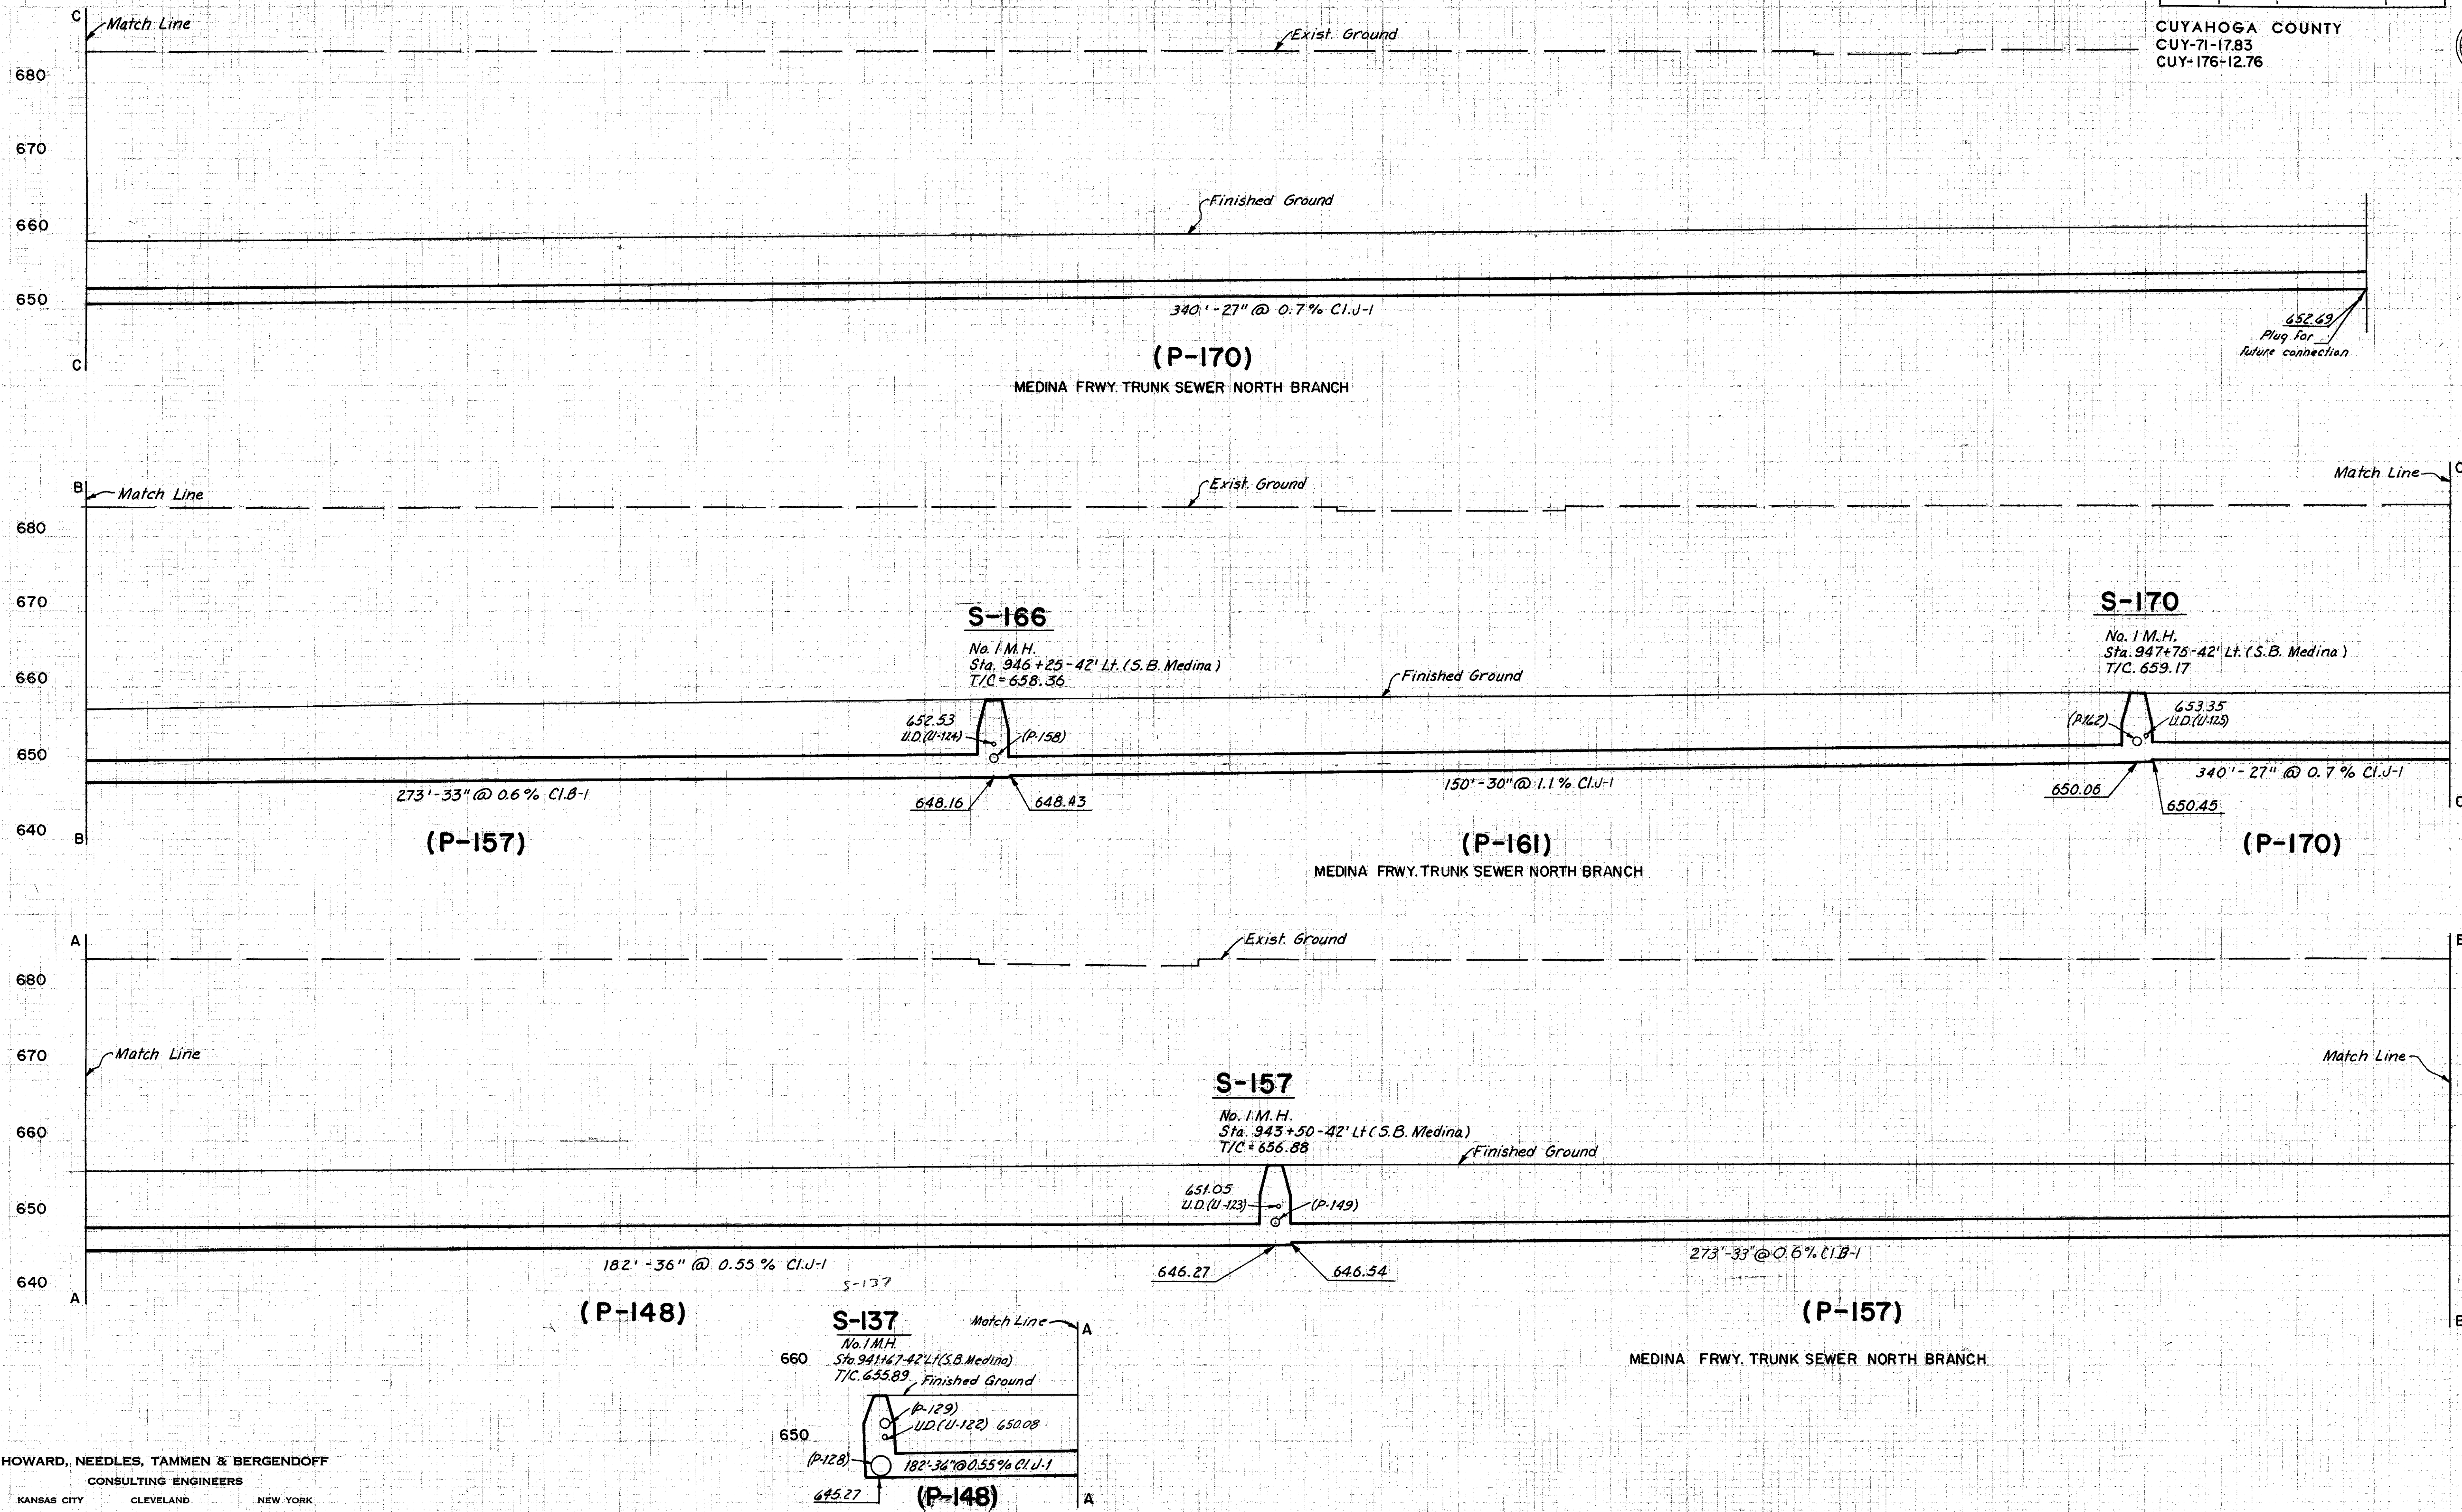 CUYAHOGA COUNTY
CUY-71-17.83
CUY-176-12.76
C
Match Line
Exist. Ground
680
670
660
650
Finished Ground
340'-27" @ 0.7% Cl.J-1
652.69
Plug for
future connection
C
(P-170)
MEDINA FRWY. TRUNK SEWER NORTH BRANCH
B
Match Line
Exist. Ground
Match Line
C
680
670
660
650
640
S-166
No. 1 M.H.
Sta. 946+25-42' Lt. (S.B. Medina)
T/C = 658.36
Finished Ground
S-170
No. 1 M.H.
Sta. 947+75-42' Lt. (S.B. Medina)
T/C. 659.17
652.53
U.D.(U-124)
(P-158)
(P-162)
653.35
U.D.(U-125)
273'-33" @ 0.6% Cl.B-1
648.16
648.43
150'-30" @ 1.1% Cl.J-1
650.06
650.45
340'-27" @ 0.7% Cl.J-1
B
C
(P-157)
(P-161)
(P-170)
MEDINA FRWY. TRUNK SEWER NORTH BRANCH
A
Exist. Ground
B
680
670
660
650
640
Match Line
Match Line
S-157
No. 1 M.H.
Sta. 943+50-42' Lt (S.B. Medina)
T/C = 656.88
Finished Ground
651.05
U.D.(U-123)
(P-149)
182'-36" @ 0.55% Cl.J-1
646.27
646.54
273'-33" @ 0.6% Cl.B-1
A
B
(P-148)
(P-157)
MEDINA FRWY. TRUNK SEWER NORTH BRANCH
S-137
S-137
No. 1 M.H.
Sta. 941+67-42' Lt (S.B. Medina)
T/C. 655.89
Match Line
A
660
650
Finished Ground
(P-129)
U.D.(U-122) 650.08
(P-128)
182'-36" @ 0.55% Cl.J-1
645.27
(P-148)
A
HOWARD, NEEDLES, TAMMEN & BERGENDOFF
CONSULTING ENGINEERS
KANSAS CITY CLEVELAND NEW YORK